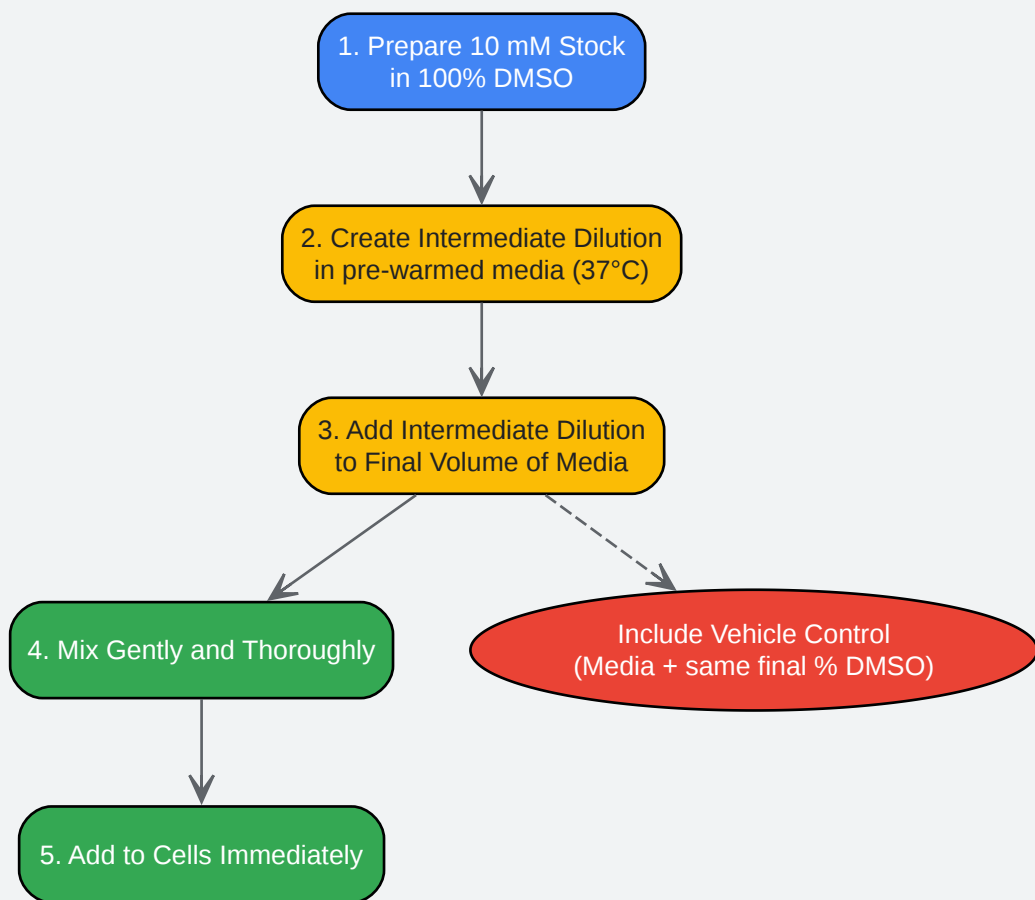 1. Prepare 10 mM Stock
in 100% DMSO
2. Create Intermediate Dilution
in pre-warmed media (37°C)
3. Add Intermediate Dilution
to Final Volume of Media
4. Mix Gently and Thoroughly
Include Vehicle Control
(Media + same final % DMSO)
5. Add to Cells Immediately